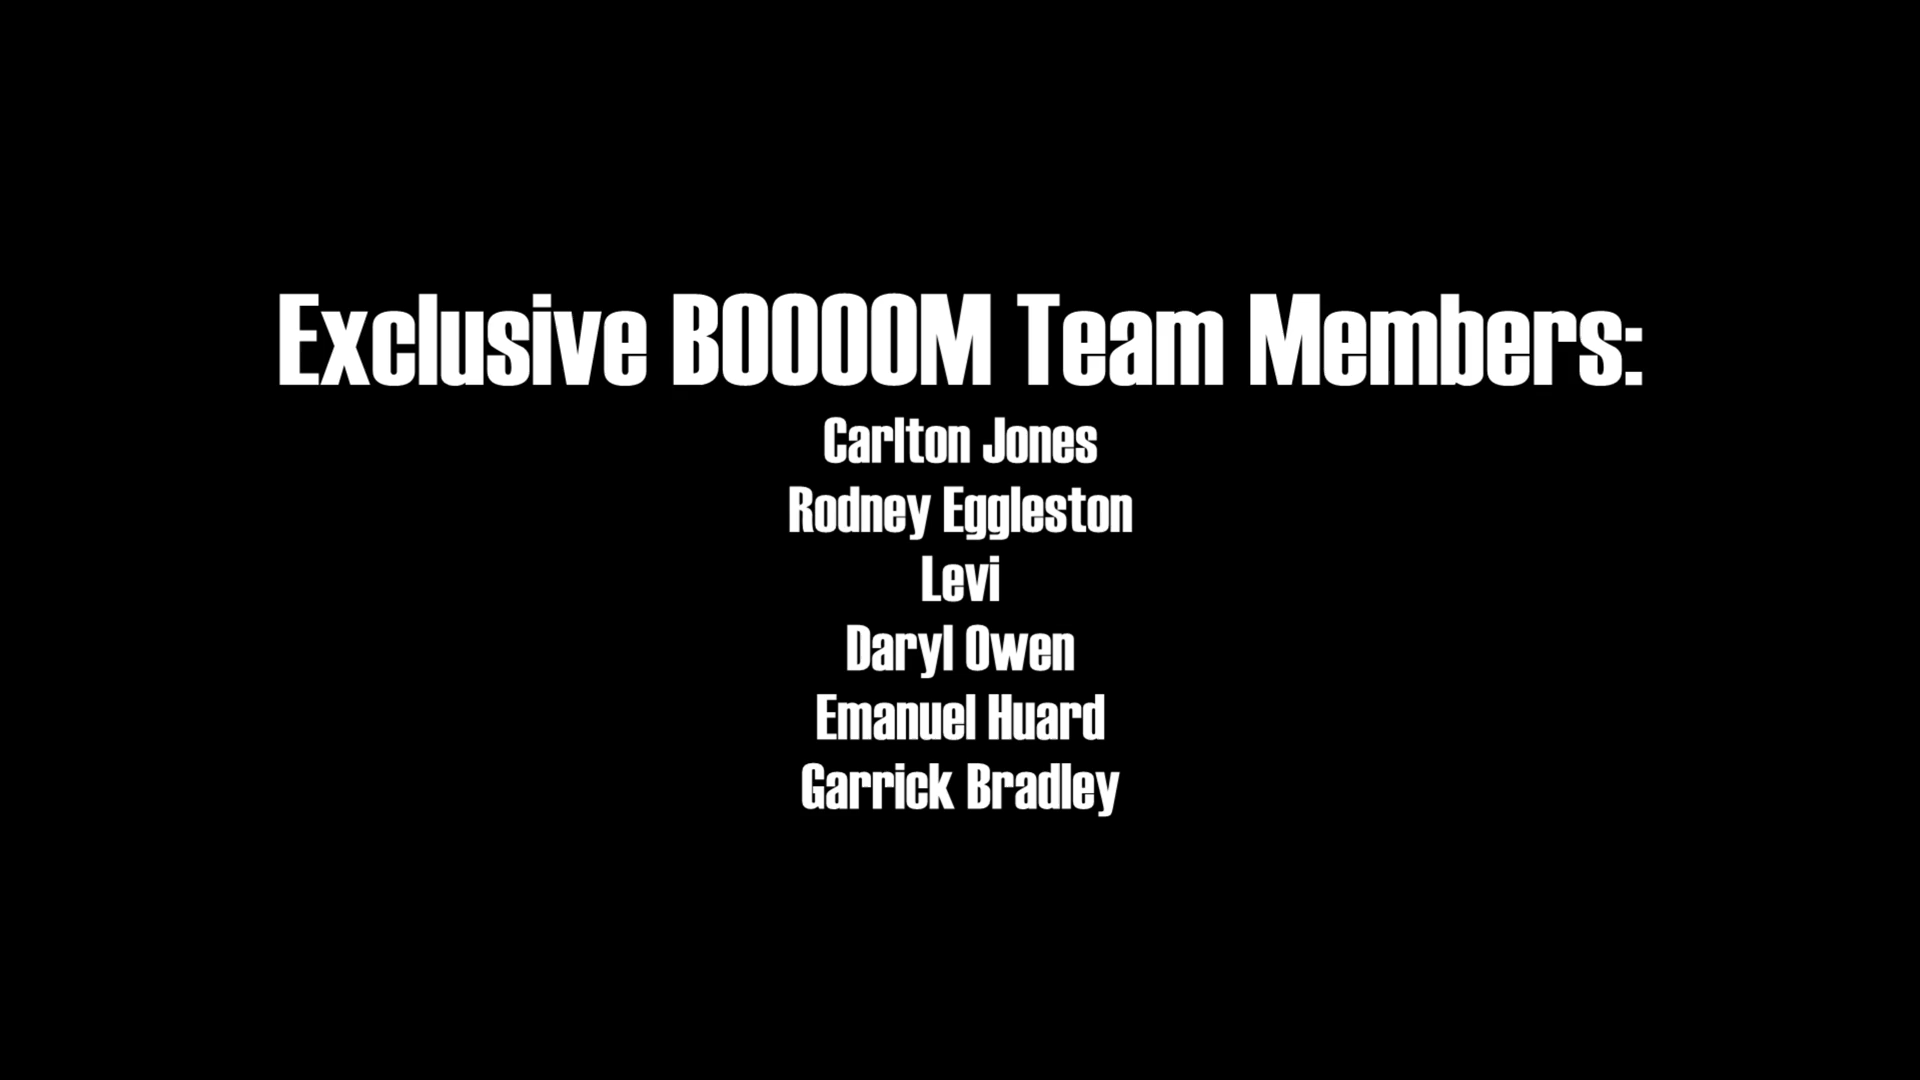 Exclusive BOOOOM Team Members:
Carlton Jones
Rodney Eggleston
Levi
Daryl Owen
Emanuel Huard
Garrick Bradley